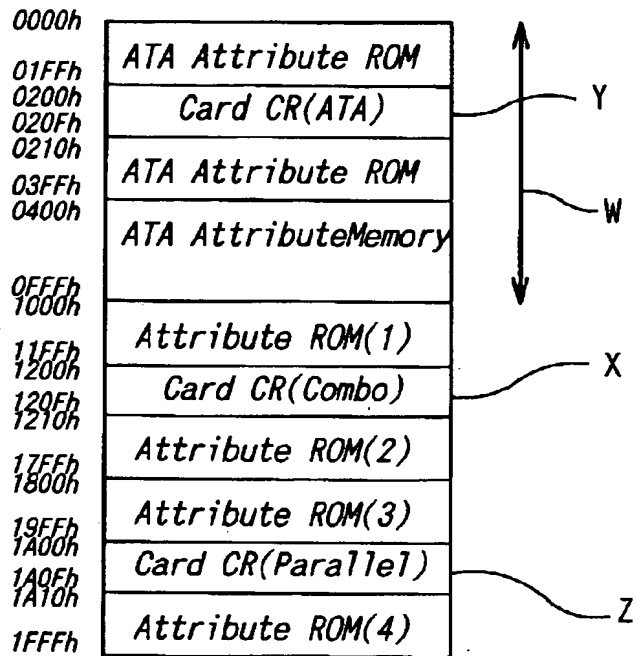 0000h
ATA Attribute ROM
01FFh
0200h
Card CR(ATA)
Y
020Fh
0210h
ATA Attribute ROM
03FFh
0400h
W
ATA AttributeMemory
0FFFh
1000h
Attribute ROM(1)
11FFh
1200h
Card CR(Combo)
X
120Fh
1210h
Attribute ROM(2)
17FFh
1800h
Attribute ROM(3)
19FFh
1A00h
Card CR(Parallel)
1A0Fh
1A10h
Z
Attribute ROM(4)
1FFFh